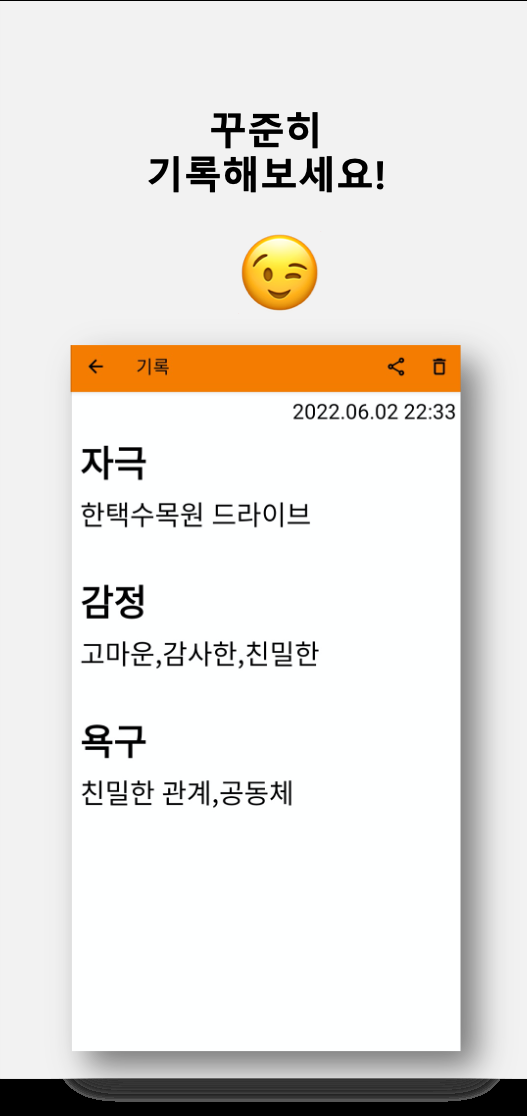 꾸준히
기록해보세요!
기록
2022.06.02 22:33
자극
한택수목원 드라이브
감정
고마운,감사한,친밀한
욕구
친밀한 관계,공동체